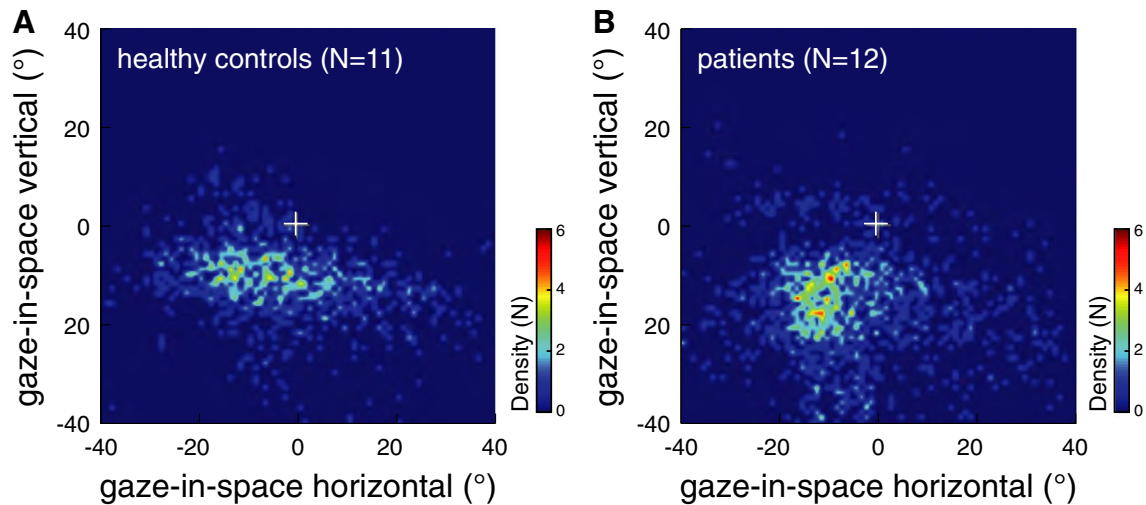 A
healthy controls (N=11)
gaze-in-space vertical (°)
40
20
0
20
-40
-40
-20
0
20
40
gaze-in-space horizontal (°)
Density (N)
6
4
2
0
B
patients (N=12)
gaze-in-space vertical (°)
40
20
0
20
-40
-40
-20
0
20
40
gaze-in-space horizontal (°)
Density (N)
6
4
2
0